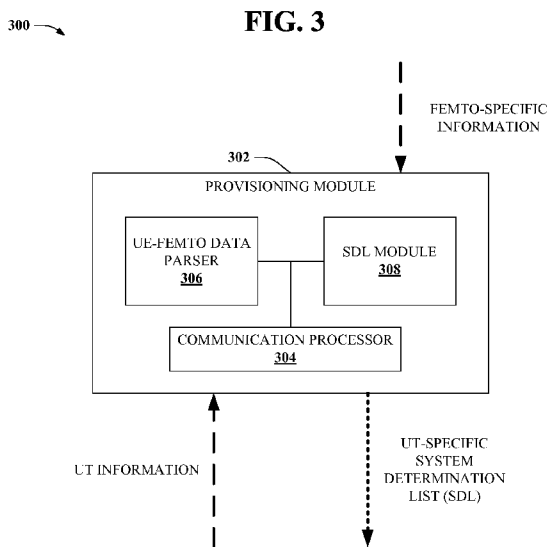 FIG. 3
300
FEMTO-SPECIFIC
INFORMATION
302
PROVISIONING MODULE
UE-FEMTO DATA
PARSER
306
SDL MODULE
308
COMMUNICATION PROCESSOR
304
UT INFORMATION
UT-SPECIFIC
SYSTEM
DETERMINATION
LIST (SDL)